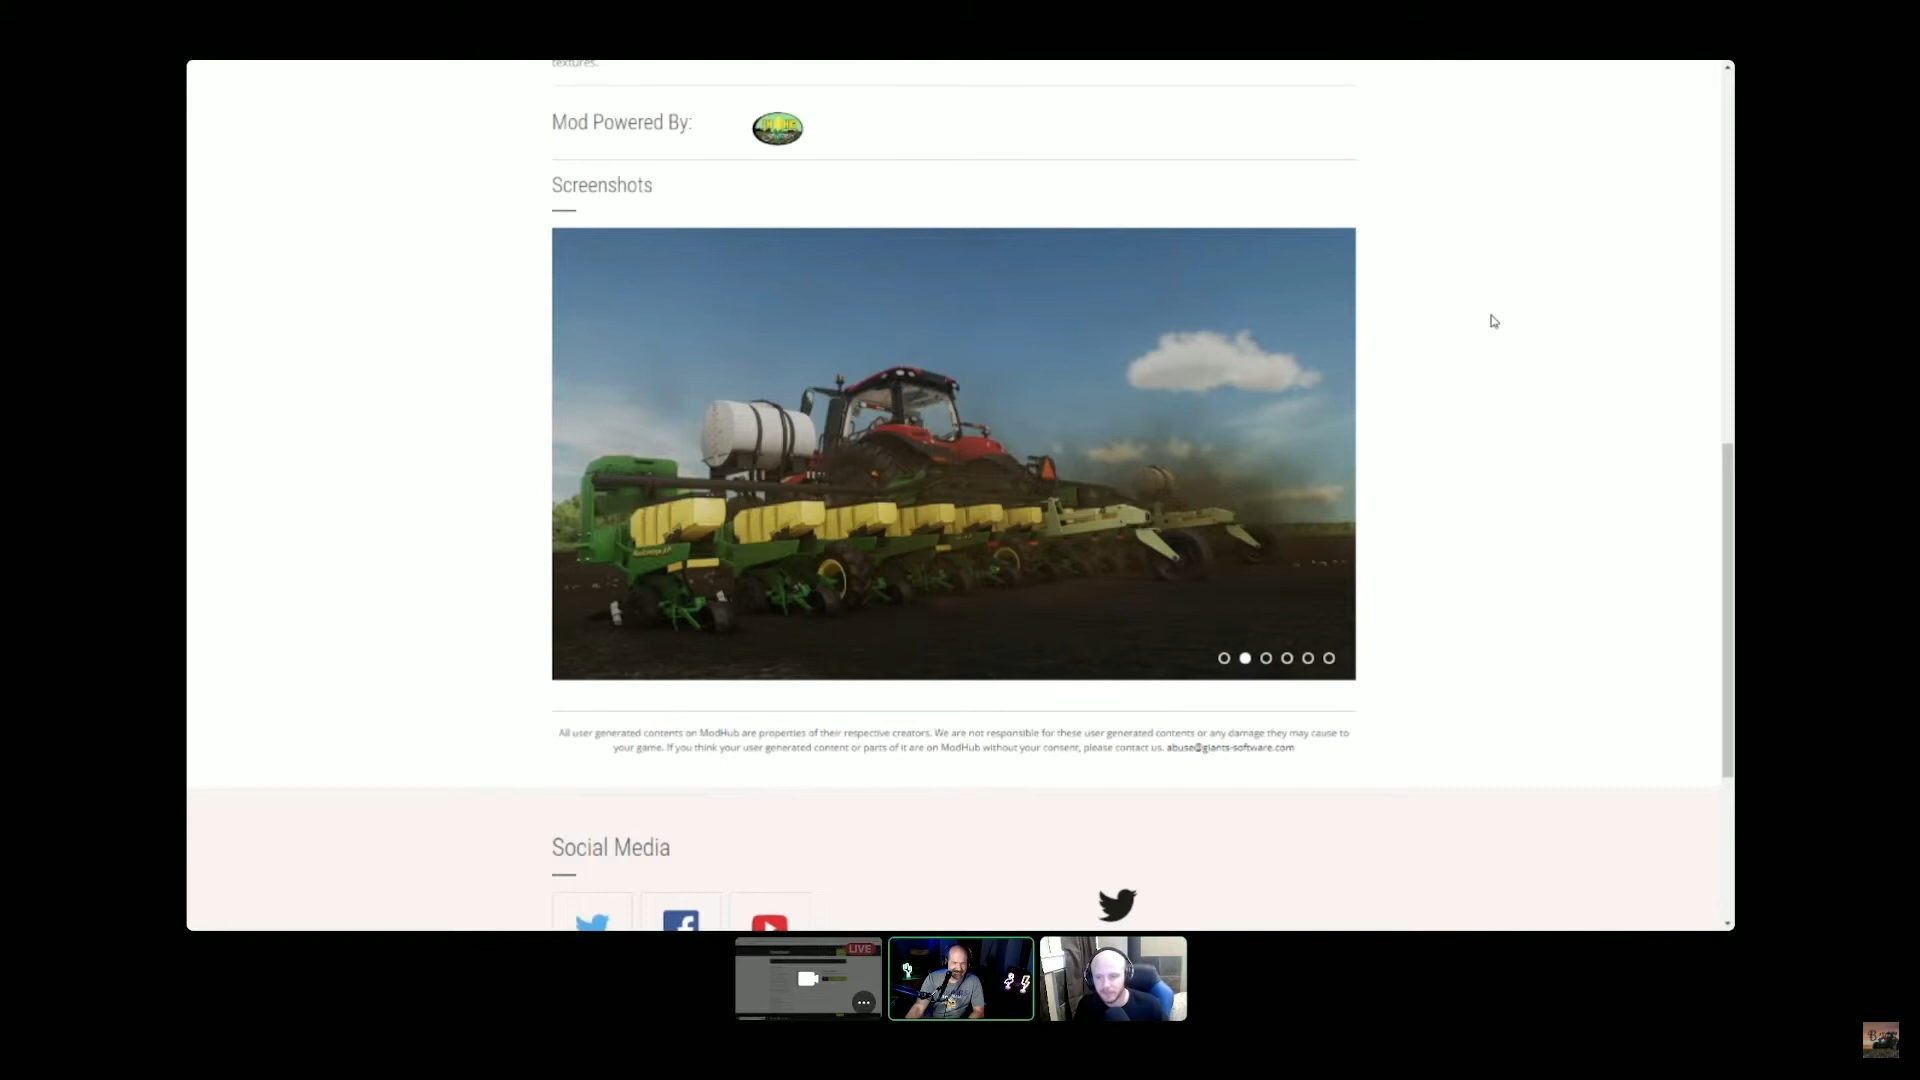 textures.
Mod Powered By:
Screenshots
All user generated contents on ModHub are properties of their respective creators. We are not responsible for these user generated contents or any damage they may cause to
your game. If you think your user generated content or parts of it are on ModHub without your consent, please contact us. abuse@giants-software.com
Social Media
LIVE